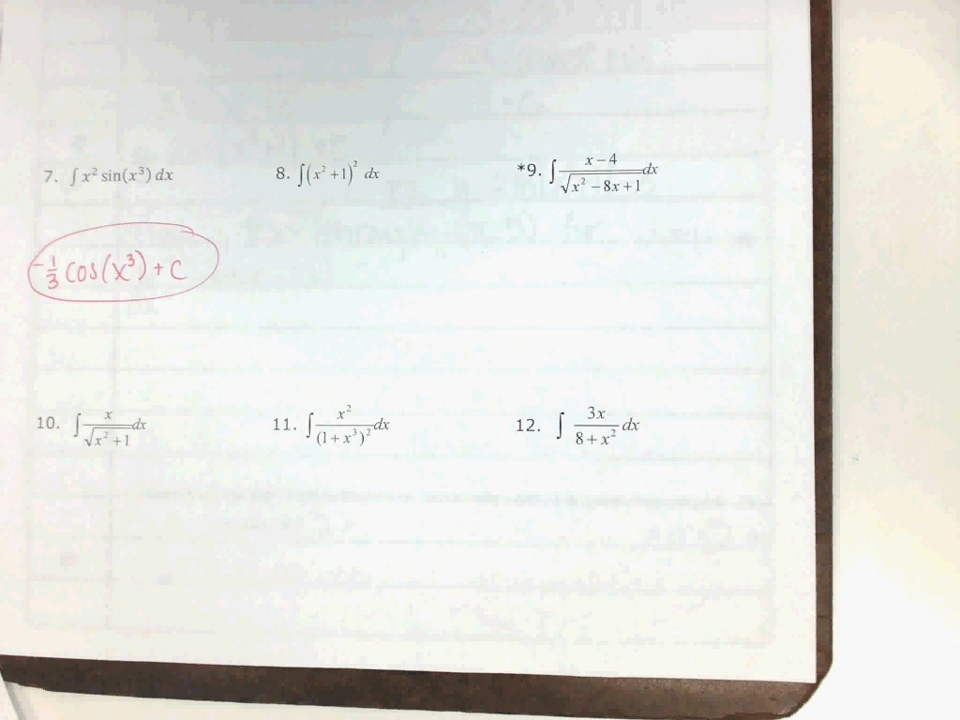 7. ∫x² sin(x³) dx
8. ∫(x² +1)² dx
*9. ∫ x−4 / √x² −8x+1 dx
-1/3 cos(x³) + C
10. ∫ x / √x² +1 dx
11. ∫ x² / (1+x³)² dx
12. ∫ 3x / 8+x² dx